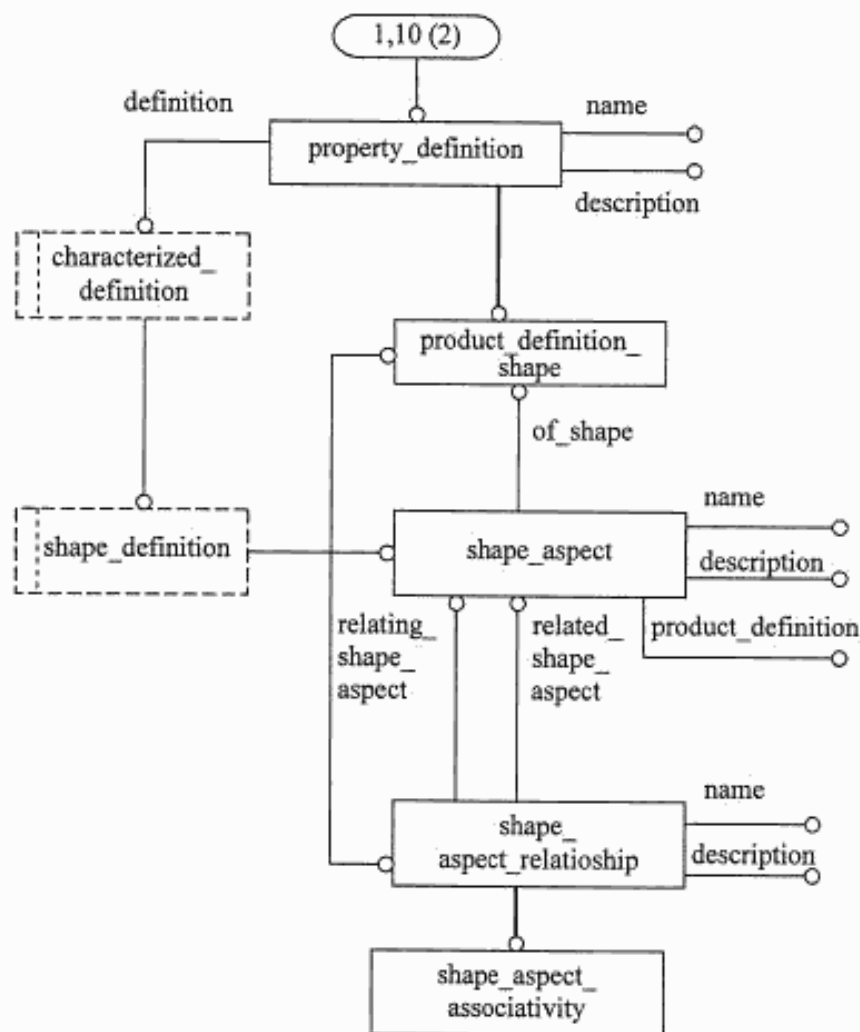 1,10 (2)
definition
name
property_definition
description
characterized_
definition
product_definition_
shape
of_shape
name
shape_definition
shape_aspect
description
relating_
shape_
aspect
related_
shape_
aspect
product_definition
name
shape_
aspect_relatioship
description
shape_aspect_
associativity